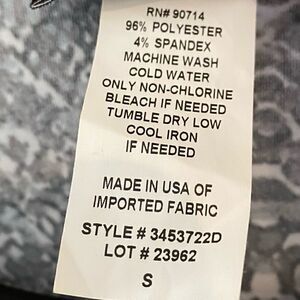 RN# 90714
96% POLYESTER
4% SPANDEX
MACHINE WASH
COLD WATER
ONLY NON-CHLORINE
BLEACH IF NEEDED
TUMBLE DRY LOW
COOL IRON
IF NEEDED
MADE IN USA OF
IMPORTED FABRIC
STYLE # 3453722D
LOT # 23962
S